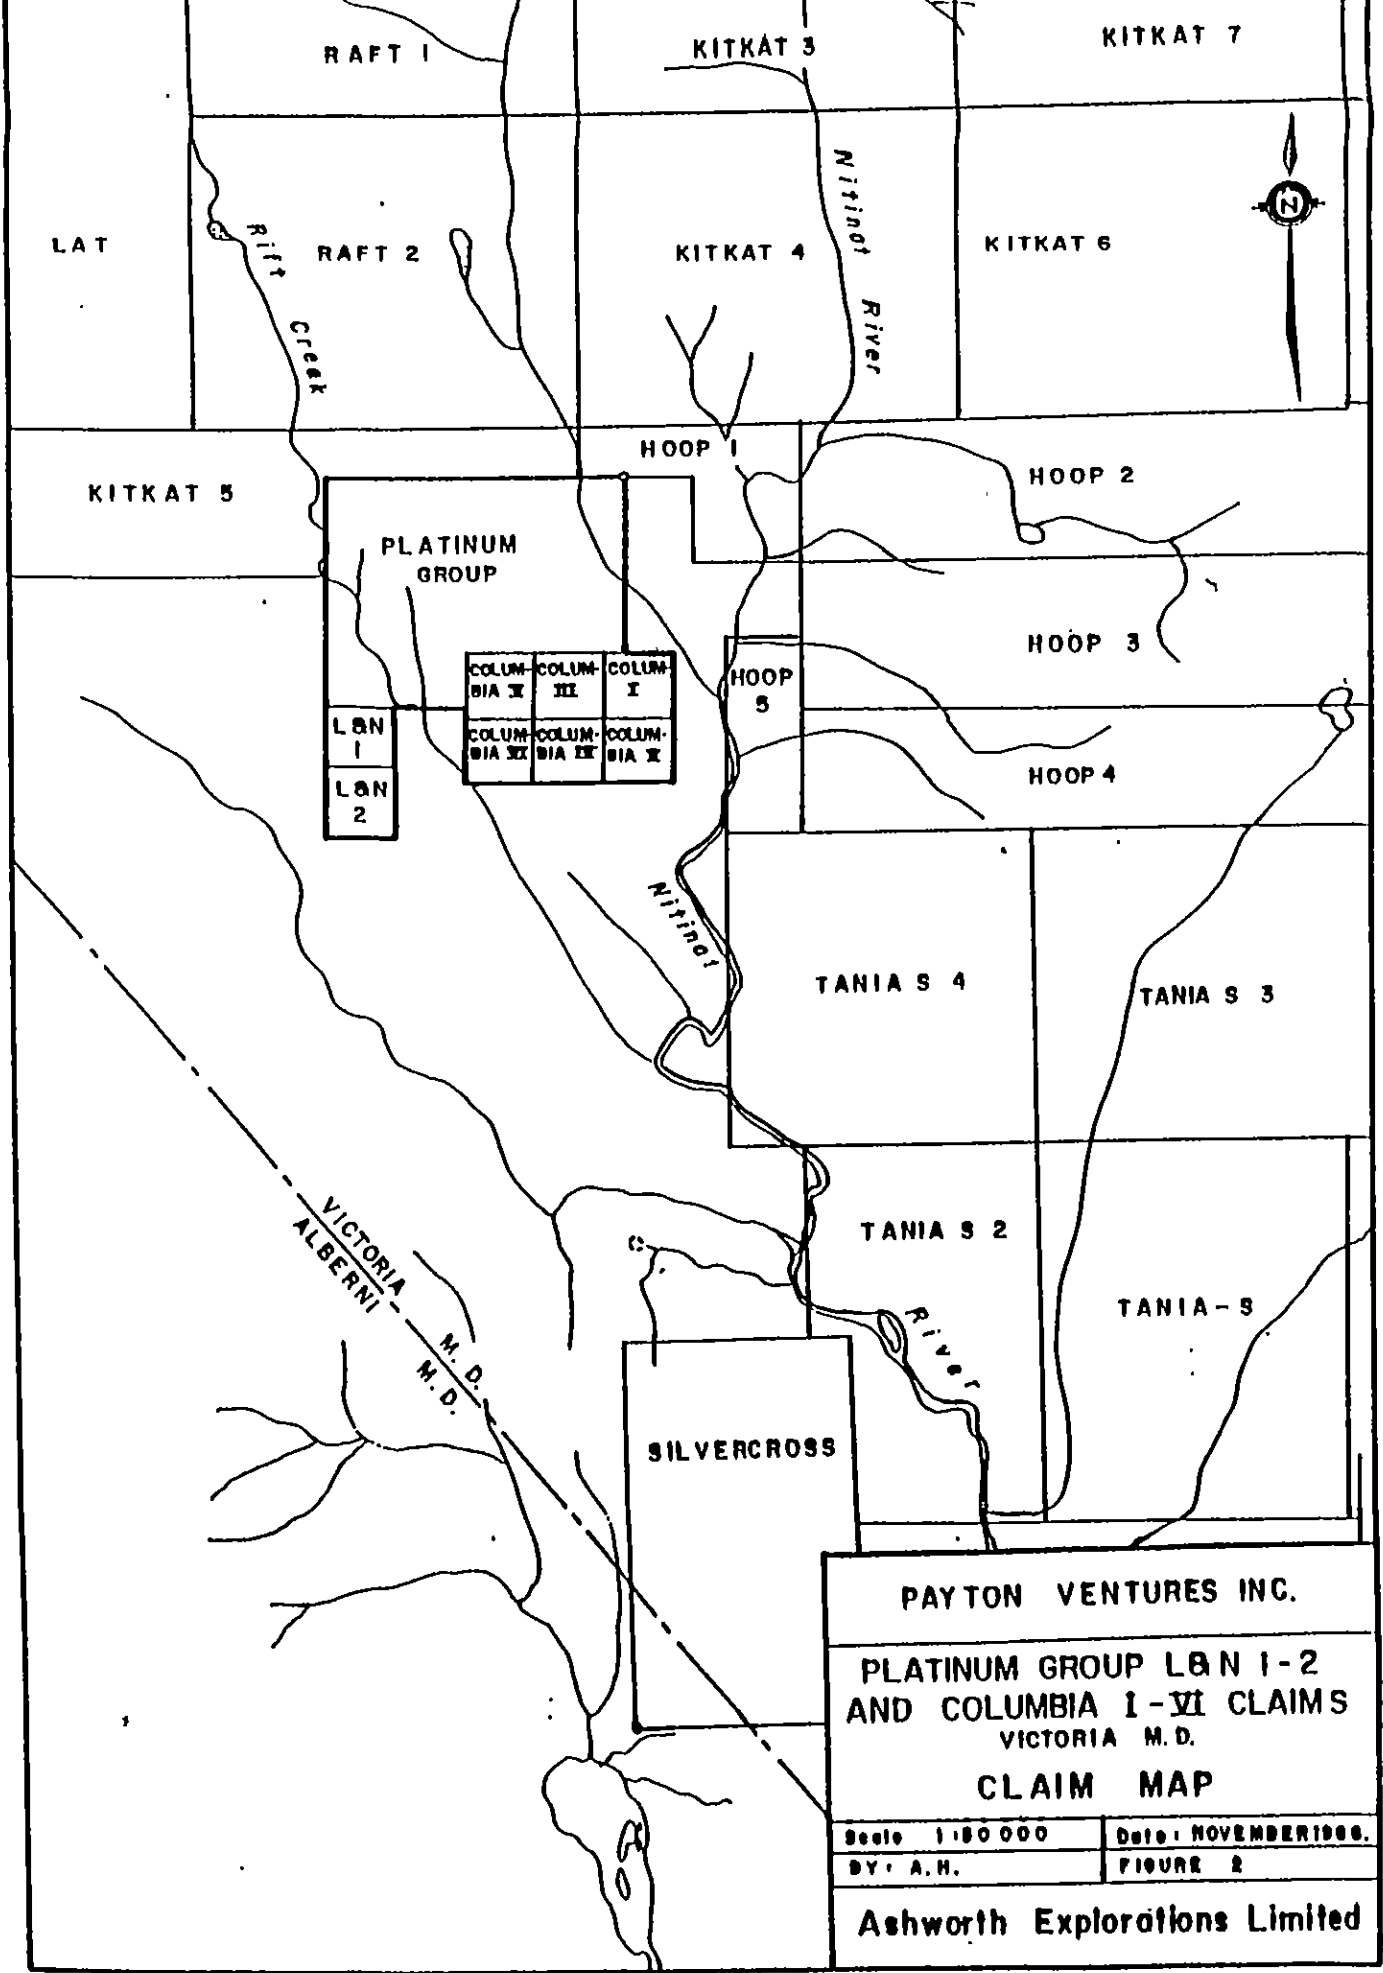 RAFT 1
KITKAT 3
KITKAT 7
LAT
Rift Creek
RAFT 2
KITKAT 4
Nitinat River
KITKAT 6
N
KITKAT 5
HOOP 1
HOOP 2
PLATINUM
GROUP
HOOP 3
COLUM-
BIA V
COLUM-
III
COLUM-
I
HOOP
5
L&N
1
COLUM-
BIA VI
COLUM-
BIA IV
COLUM-
BIA II
HOOP 4
L&N
2
Nitinat
TANIA S 4
TANIA S 3
VICTORIA M.D.
ALBERNI M.D.
TANIA S 2
TANIA-S
River
SILVERCROSS
PAYTON VENTURES INC.
PLATINUM GROUP L&N 1-2
AND COLUMBIA I-VI CLAIMS
VICTORIA M.D.
CLAIM MAP
Scale
Date: NOVEMBER
BY: A.H.
FIGURE 2
Ashworth Explorations Limited